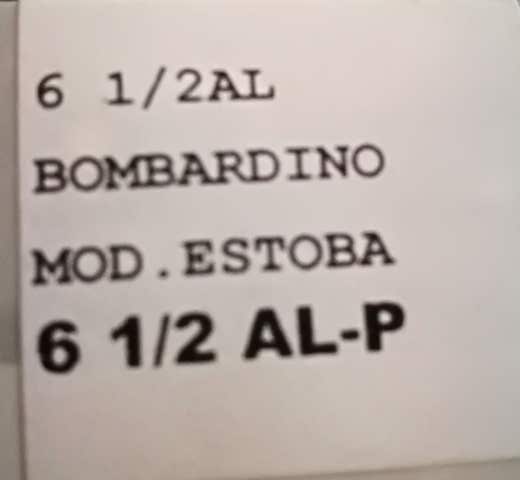 6 1/2AL
BOMBARDINO
MOD.ESTOBA
6 1/2 AL-P